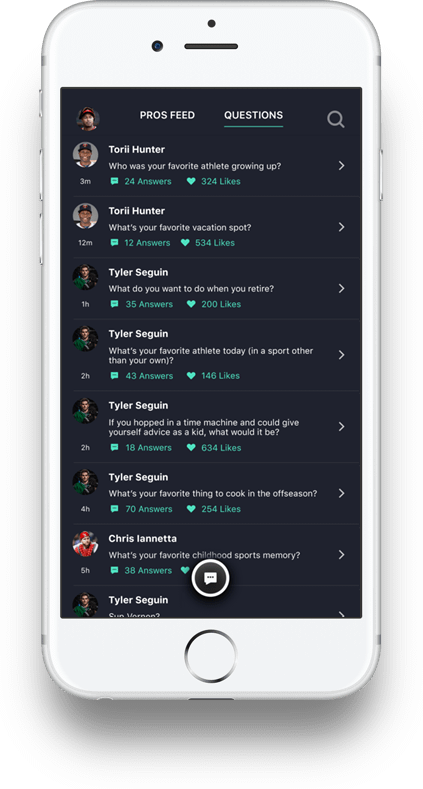 PROS FEED QUESTIONS
Torii Hunter
Who was your favorite athlete growing up?
3m 24 Answers 324 Likes
Torii Hunter
What's your favorite vacation spot?
12m 12 Answers 534 Likes
Tyler Seguin
What do you want to do when you retire?
1h 35 Answers 200 Likes
Tyler Seguin
What's your favorite athlete today (in a sport other
than your own)?
2h 43 Answers 146 Likes
Tyler Seguin
If you hopped in a time machine and could give
yourself advice as a kid, what would it be?
2h 18 Answers 634 Likes
Tyler Seguin
What's your favorite thing to cook in the offseason?
4h 70 Answers 254 Likes
Chris Iannetta
What's your favorite childhood sports memory?
5h 38 Answers Likes
Tyler Seguin